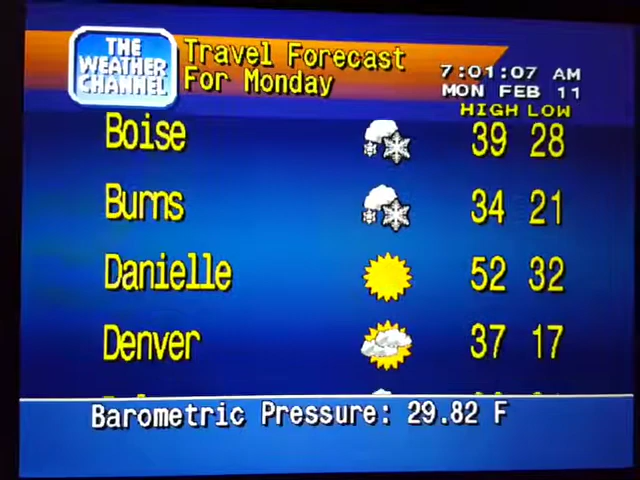 THE
WEATHER
CHANNEL
Travel Forecast
For Monday
7:01:07 AM
MON FEB 11
HIGH LOW
Boise 39 28
Burns 34 21
Danielle 52 32
Denver 37 17
Barometric Pressure: 29.82 F